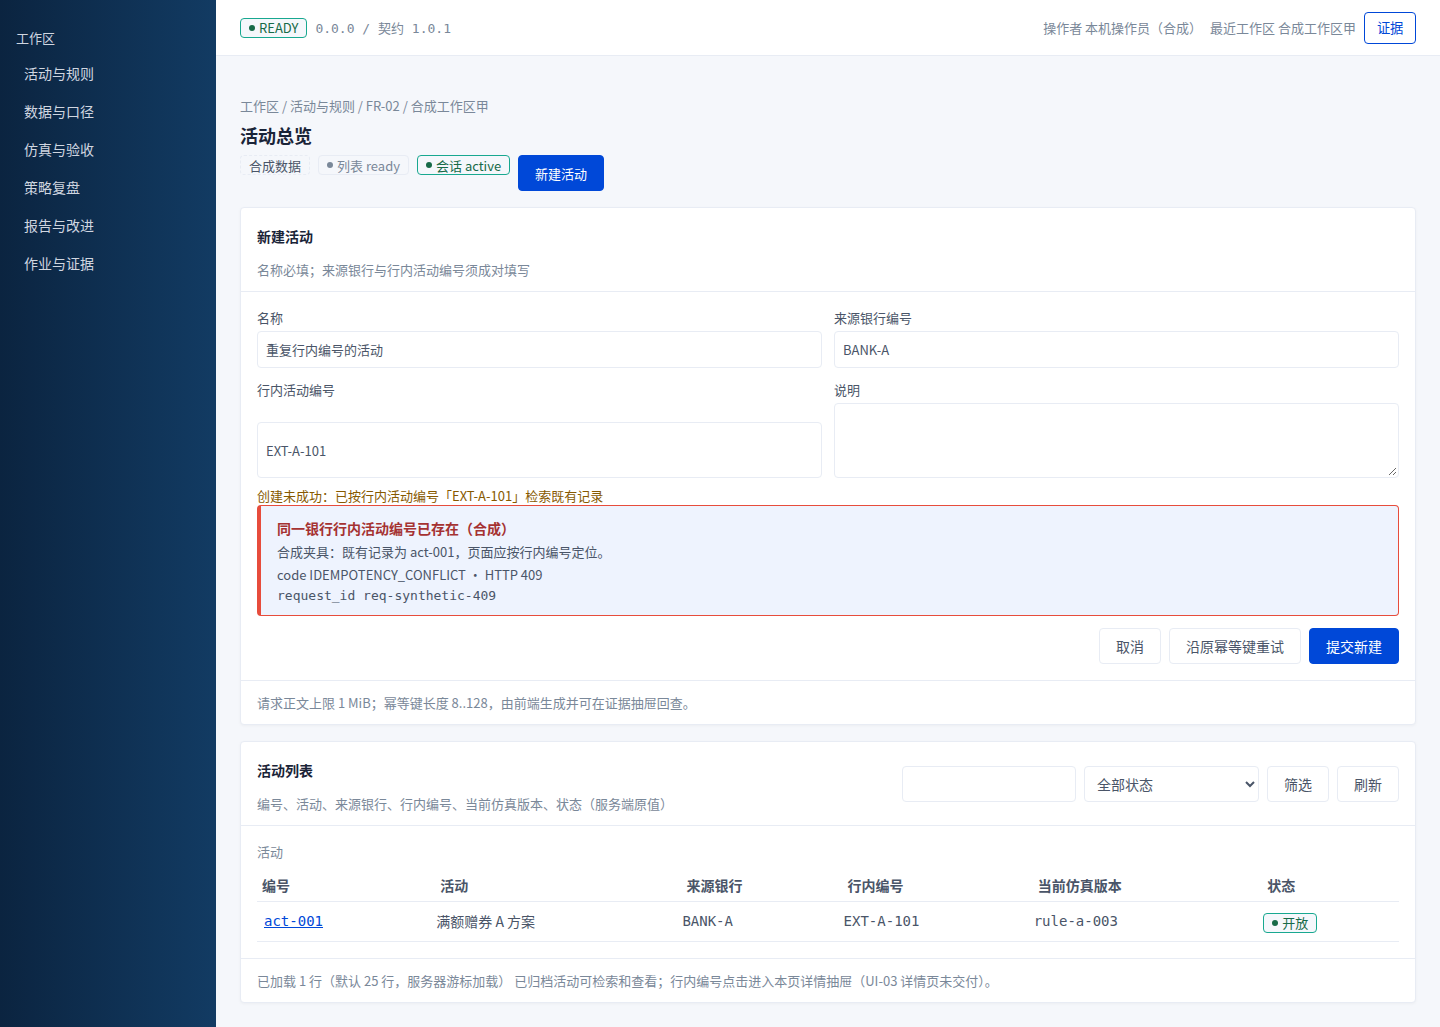 工作区
活动与规则
数据与口径
仿真与验收
策略复盘
报告与改进
作业与证据
READY 0.0.0 / 契约 1.0.1
操作者 本机操作员（合成） 最近工作区 合成工作区甲 证据
工作区 / 活动与规则 / FR-02 / 合成工作区甲
活动总览
合成数据 列表 ready 会话 active 新建活动
新建活动
名称必填；来源银行与行内活动编号须成对填写
名称 来源银行编号
重复行内编号的活动 BANK-A
行内活动编号 说明
EXT-A-101
创建未成功：已按行内活动编号「EXT-A-101」检索既有记录
同一银行行内活动编号已存在（合成）
合成夹具：既有记录为 act-001，页面应按行内编号定位。
code IDEMPOTENCY_CONFLICT · HTTP 409
request_id req-synthetic-409
取消 沿原幂等键重试 提交新建
请求正文上限 1 MiB；幂等键长度 8..128，由前端生成并可在证据抽屉回查。
活动列表
全部状态 筛选 刷新
编号、活动、来源银行、行内编号、当前仿真版本、状态（服务端原值）
活动
编号 活动 来源银行 行内编号 当前仿真版本 状态
act-001 满额赠券 A 方案 BANK-A EXT-A-101 rule-a-003 开放
已加载 1 行（默认 25 行，服务器游标加载） 已归档活动可检索和查看；行内编号点击进入本页详情抽屉（UI-03 详情页未交付）。